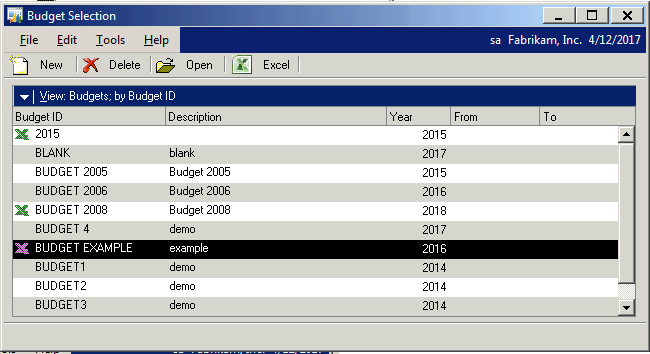 Budget Selection
File Edit Tools Help sa Fabrikam, Inc. 4/12/2017
New Delete Open Excel
View: Budgets; by Budget ID
Budget ID Description Year From To
2015 2015
BLANK blank 2017
BUDGET 2005 Budget 2005 2015
BUDGET 2006 Budget 2006 2016
BUDGET 2008 Budget 2008 2018
BUDGET 4 demo 2017
BUDGET EXAMPLE example 2016
BUDGET1 demo 2014
BUDGET2 demo 2014
BUDGET3 demo 2014